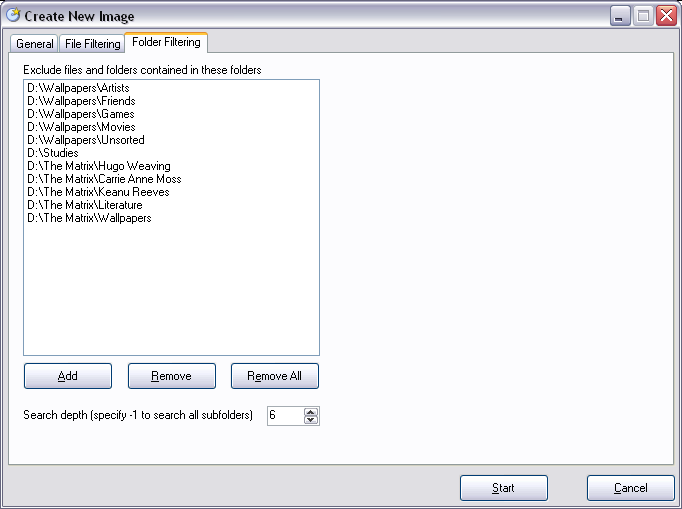 Create New Image
General File Filtering Folder Filtering
Exclude files and folders contained in these folders
D:\Wallpapers\Artists
D:\Wallpapers\Friends
D:\Wallpapers\Games
D:\Wallpapers\Movies
D:\Wallpapers\Unsorted
D:\Studies
D:\The Matrix\Hugo Weaving
D:\The Matrix\Carrie Anne Moss
D:\The Matrix\Keanu Reeves
D:\The Matrix\Literature
D:\The Matrix\Wallpapers
Add Remove Remove All
Search depth (specify -1 to search all subfolders) 6
Start Cancel